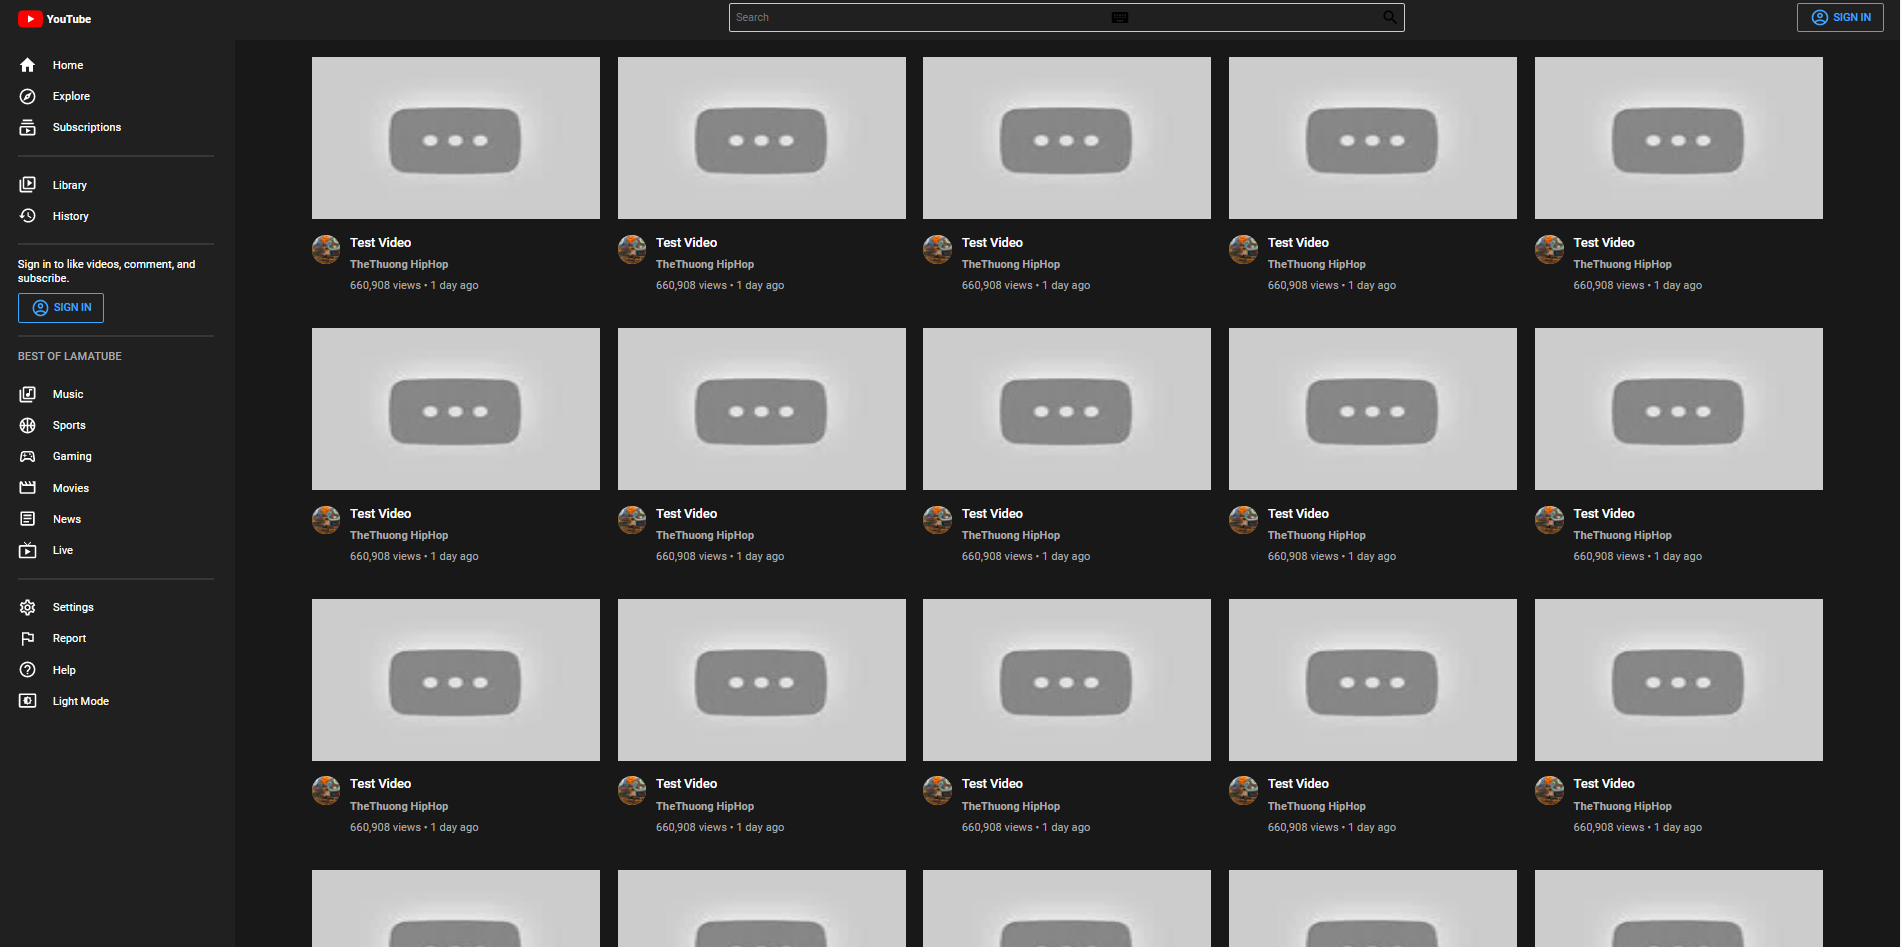 YouTube
Search
SIGN IN
Home
Explore
Subscriptions
Library
History
Sign in to like videos, comment, and
subscribe.
SIGN IN
BEST OF LAMATUBE
Music
Sports
Gaming
Movies
News
Live
Settings
Report
Help
Light Mode
Test Video
TheThuong HipHop
660,908 views • 1 day ago
Test Video
TheThuong HipHop
660,908 views • 1 day ago
Test Video
TheThuong HipHop
660,908 views • 1 day ago
Test Video
TheThuong HipHop
660,908 views • 1 day ago
Test Video
TheThuong HipHop
660,908 views • 1 day ago
Test Video
TheThuong HipHop
660,908 views • 1 day ago
Test Video
TheThuong HipHop
660,908 views • 1 day ago
Test Video
TheThuong HipHop
660,908 views • 1 day ago
Test Video
TheThuong HipHop
660,908 views • 1 day ago
Test Video
TheThuong HipHop
660,908 views • 1 day ago
Test Video
TheThuong HipHop
660,908 views • 1 day ago
Test Video
TheThuong HipHop
660,908 views • 1 day ago
Test Video
TheThuong HipHop
660,908 views • 1 day ago
Test Video
TheThuong HipHop
660,908 views • 1 day ago
Test Video
TheThuong HipHop
660,908 views • 1 day ago